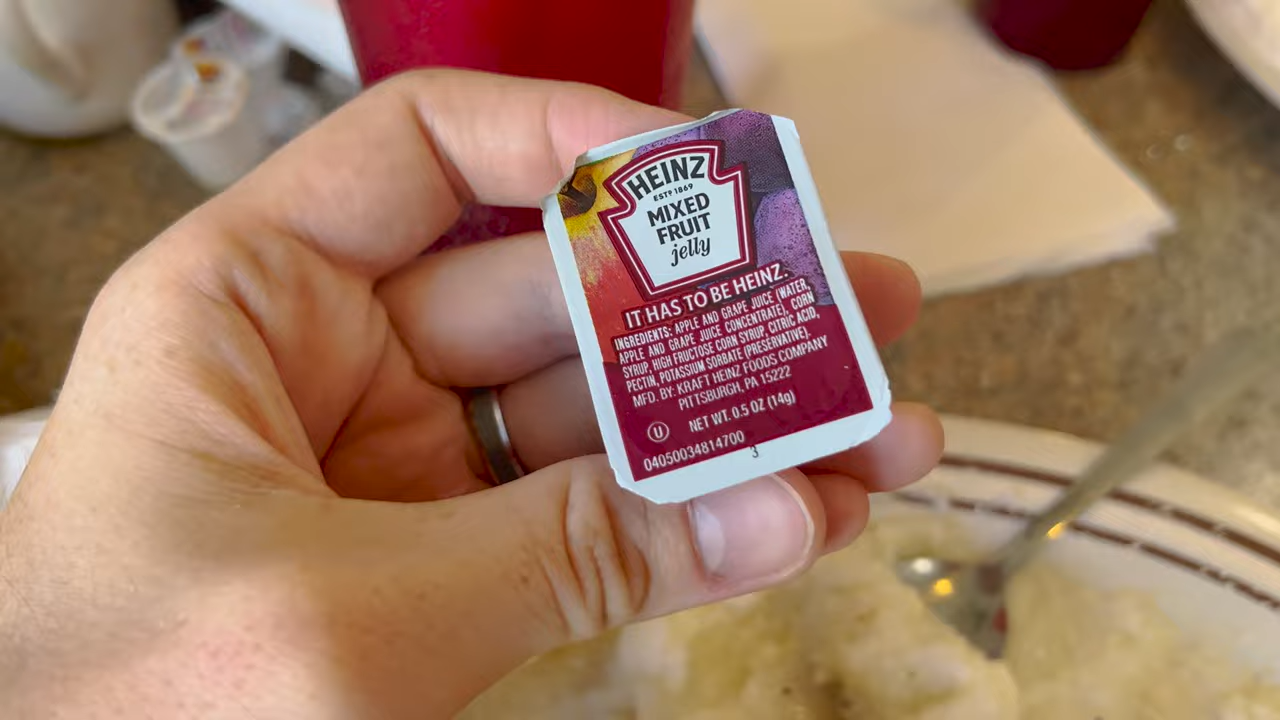 HEINZ
ESTD 1869
MIXED
FRUIT
jelly
IT HAS TO BE HEINZ.
INGREDIENTS: APPLE AND GRAPE JUICE (WATER,
APPLE AND GRAPE JUICE CONCENTRATE), CORN
SYRUP, HIGH FRUCTOSE CORN SYRUP, CITRIC ACID,
PECTIN, POTASSIUM SORBATE (PRESERVATIVE).
MFD. BY: KRAFT HEINZ FOODS COMPANY
PITTSBURGH, PA 15222
U NET WT. 0.5 OZ (14g)
04050034814700 3